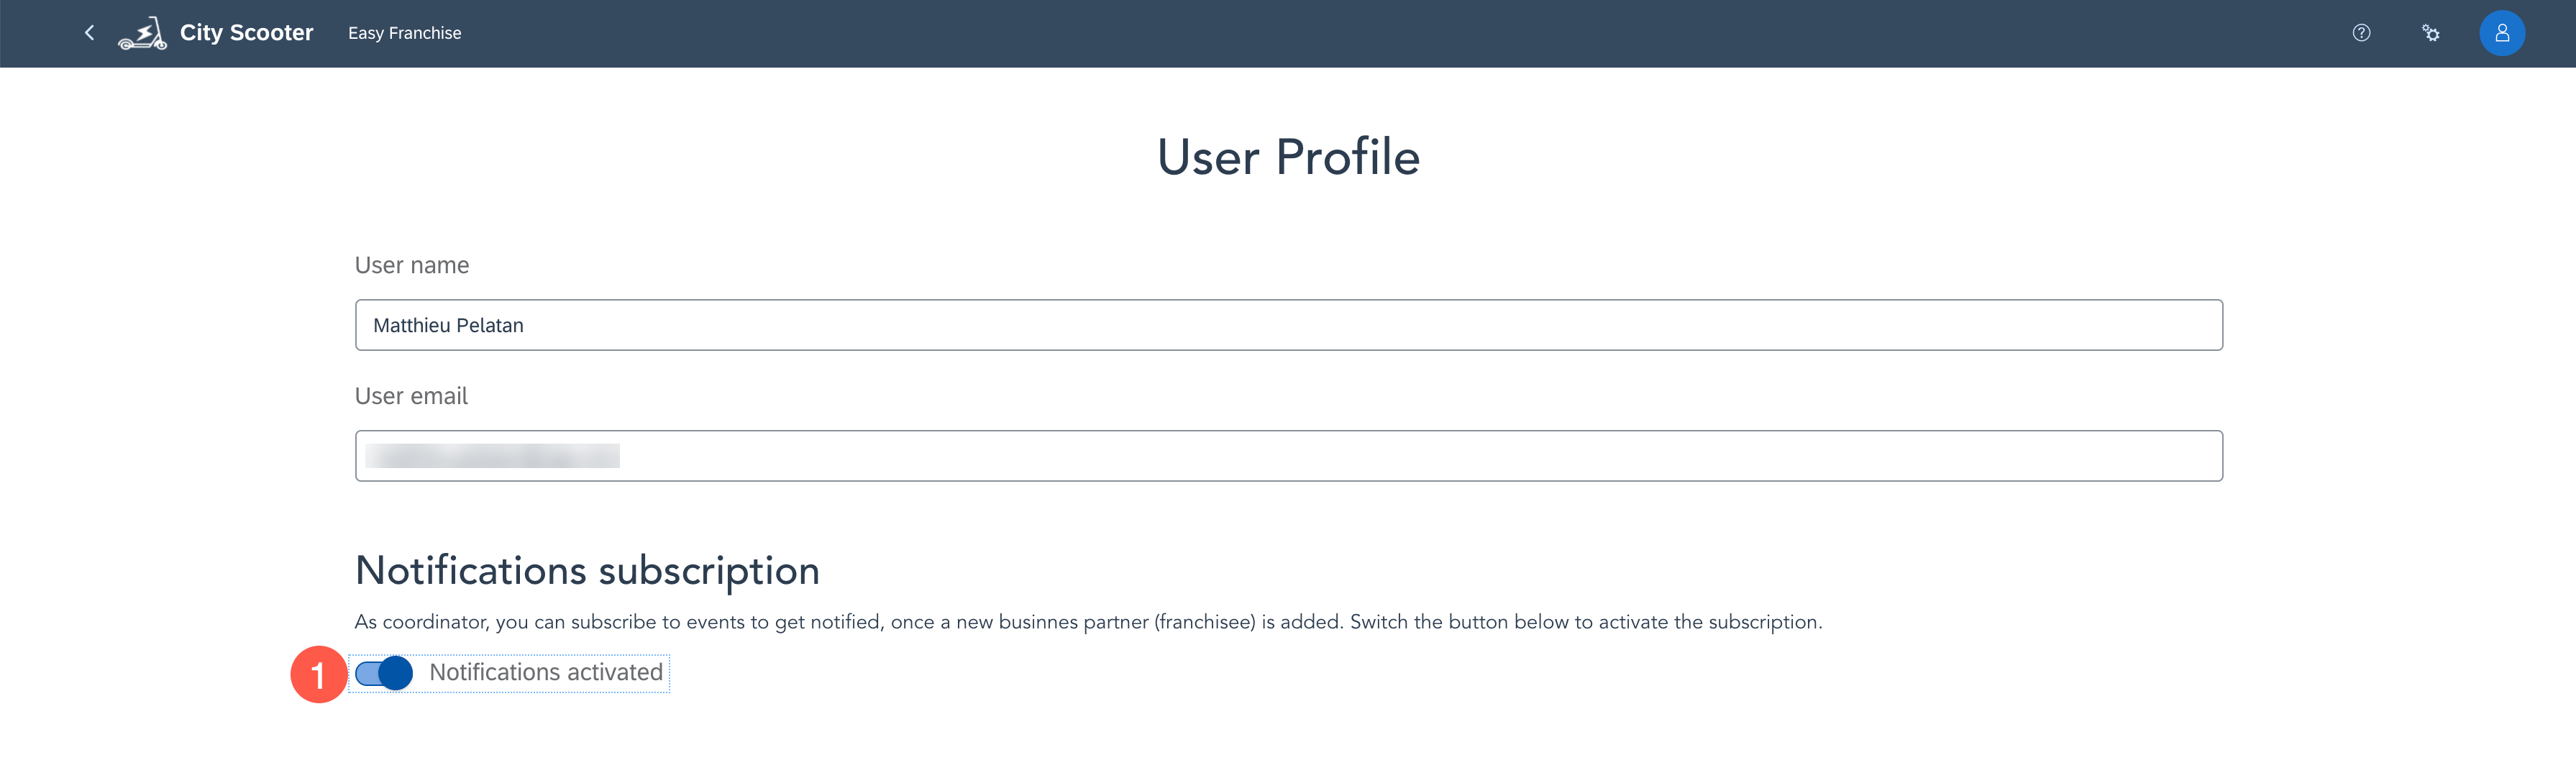 City Scooter Easy Franchise
User Profile
User name
Matthieu Pelatan
User email
Notifications subscription
As coordinator, you can subscribe to events to get notified, once a new businnes partner (franchisee) is added. Switch the button below to activate the subscription.
1 Notifications activated